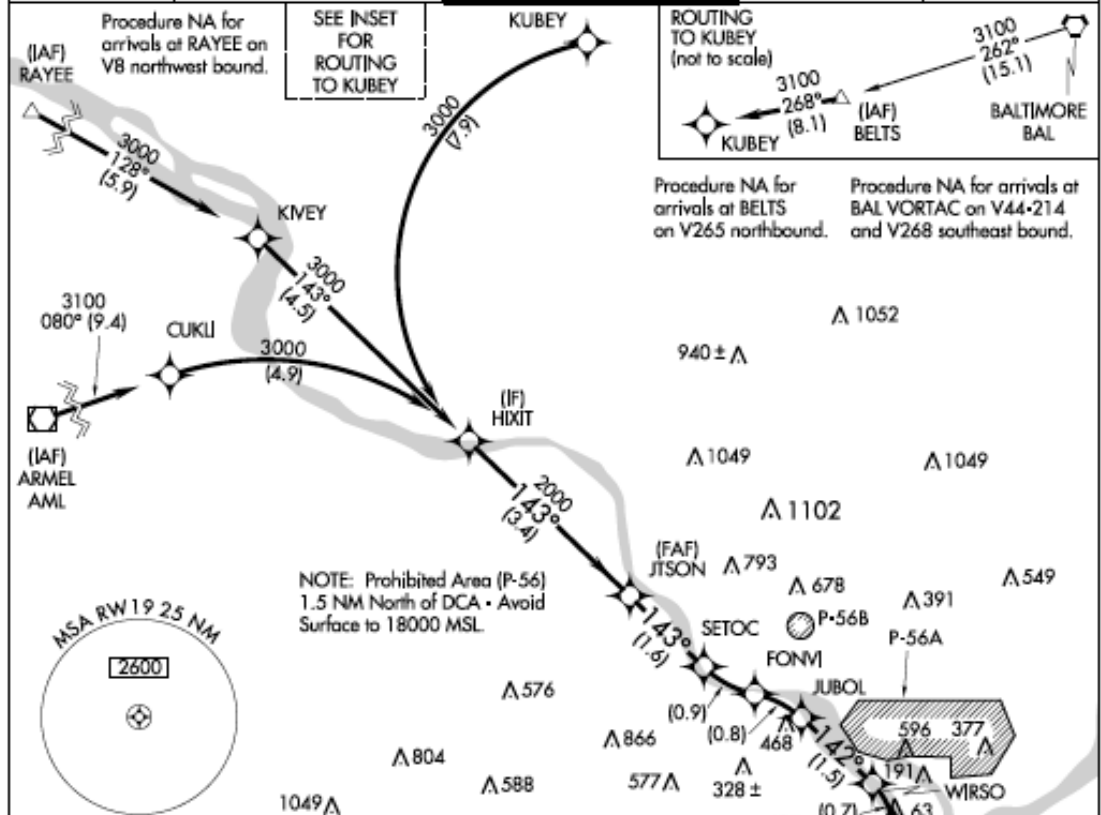 Procedure NA for
arrivals at RAYEE on
V8 northwest bound.
SEE INSET
FOR
ROUTING
TO KUBEY
KUBEY
ROUTING
TO KUBEY
(not to scale)
3100
262°
(15.1)
3100
268°
(8.1)
KUBEY
(IAF)
BELTS
BALTIMORE
BAL
(IAF)
RAYEE
3000
128°
(5.9)
3000
(7.9)
Procedure NA for
arrivals at BELTS
on V265 northbound.
Procedure NA for arrivals at
BAL VORTAC on V44-214
and V268 southeast bound.
KIVEY
3000
143°
(4.5)
3100
080° (9.4)
CUKLI
3000
(4.9)
(IAF)
ARMEL
AML
(IF)
HIXIT
1052
940 ±
1049
1049
1102
2000
143°
(3.4)
(FAF)
JTSON
793
678
549
391
P-56B
P-56A
NOTE: Prohibited Area (P-56)
1.5 NM North of DCA • Avoid
Surface to 18000 MSL.
MSA RW19 25 NM
2600
143°
(1.6)
SETOC
FONVI
JUBOL
(0.9)
(0.8)
468
142°
(1.5)
596
377
191
WIRSO
(0.7)
63
576
866
804
588
577
328 ±
1049